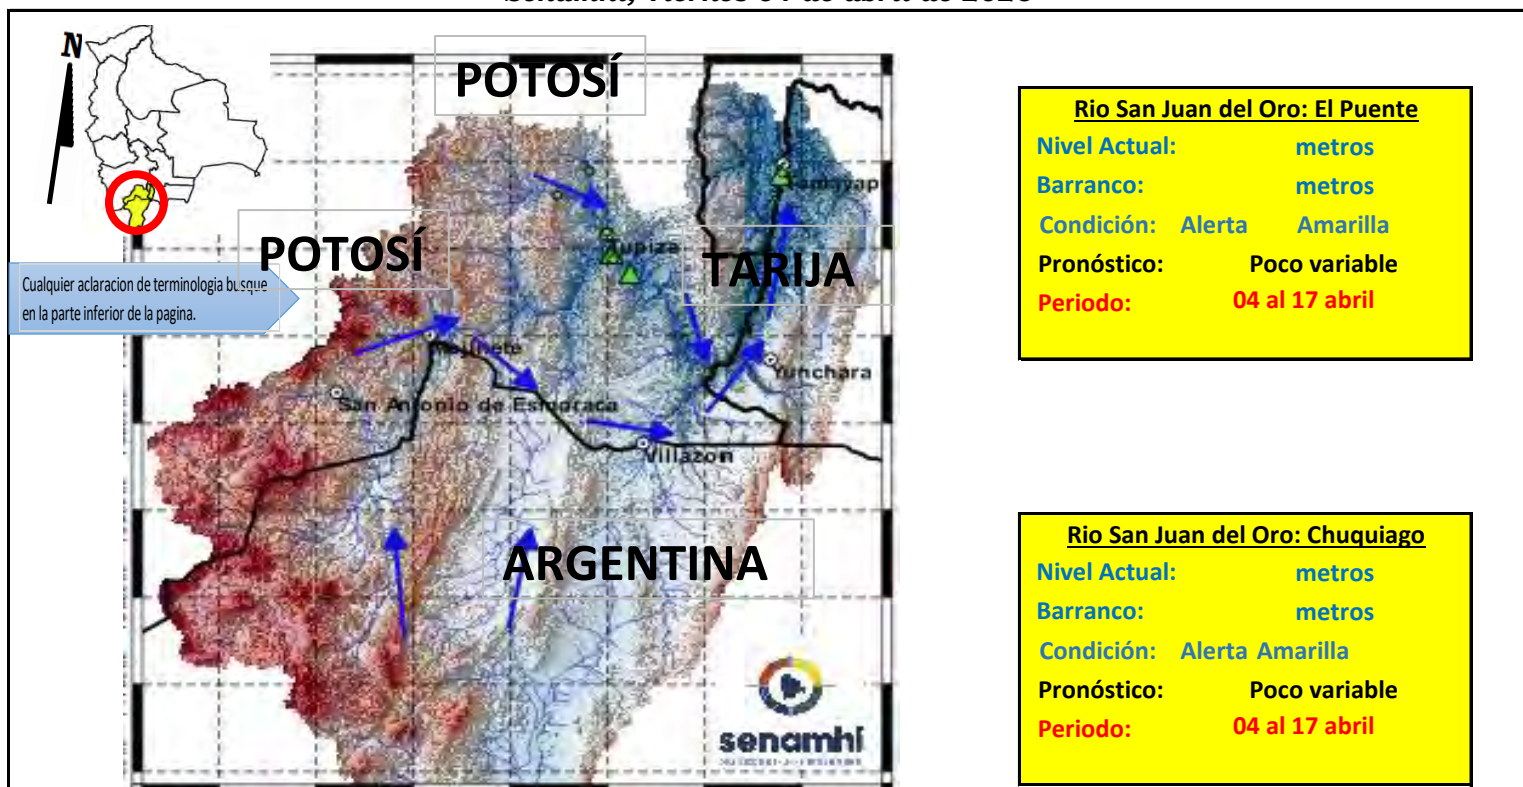 N
POTOSÍ
POTOSÍ
TARIJA
ARGENTINA
Cualquier aclaracion de terminologia busque
en la parte inferior de la pagina.
Tupiza
San Antonio de Esmoraca
Yunchara
Villazon
senamhi
Rio San Juan del Oro: El Puente
Nivel Actual: metros
Barranco: metros
Condición: Alerta Amarilla
Pronóstico: Poco variable
Periodo: 04 al 17 abril
Rio San Juan del Oro: Chuquiago
Nivel Actual: metros
Barranco: metros
Condición: Alerta Amarilla
Pronóstico: Poco variable
Periodo: 04 al 17 abril